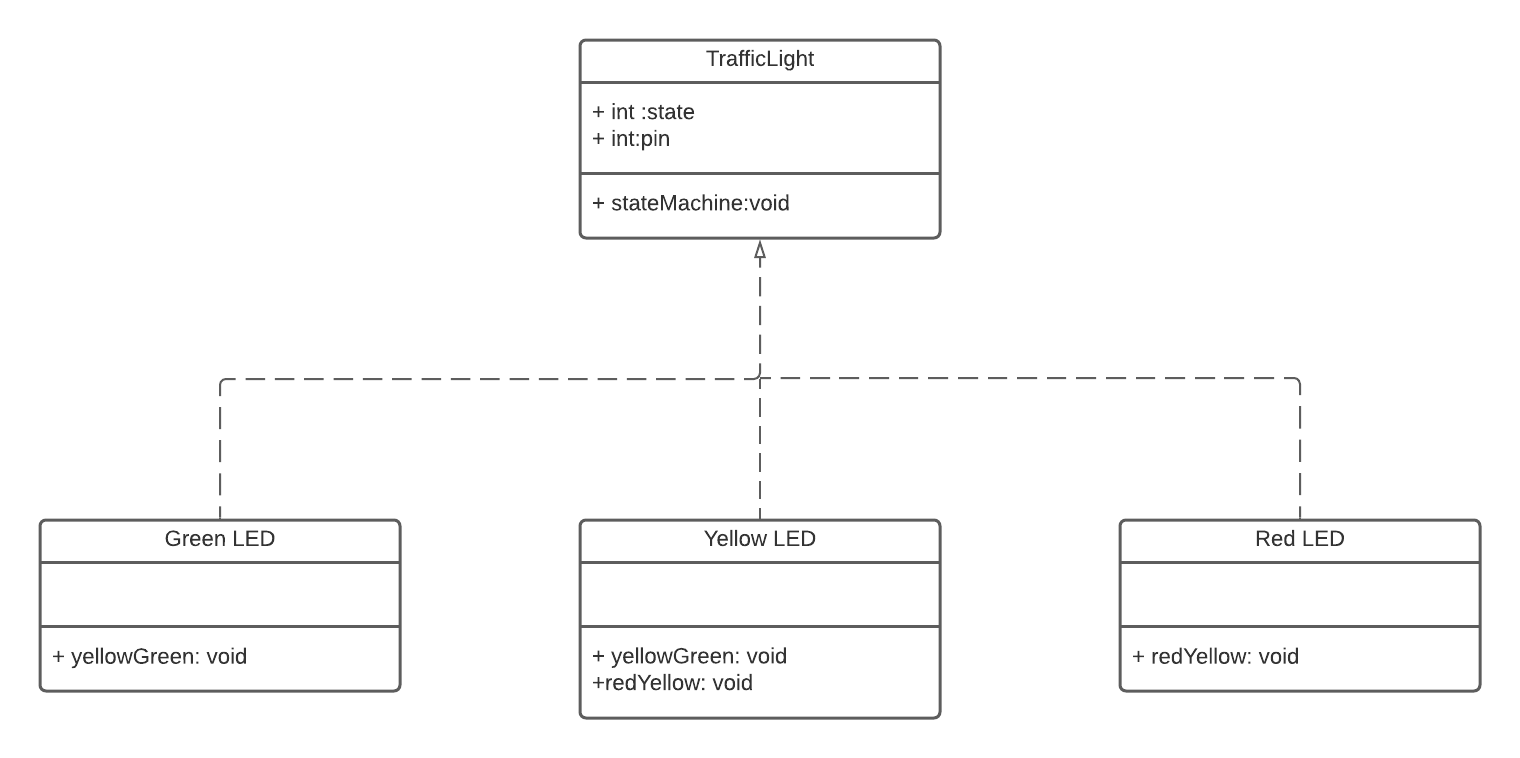 TrafficLight
+ int :state
+ int:pin
+ stateMachine:void
Green LED
+ yellowGreen: void
Yellow LED
+ yellowGreen: void
+redYellow: void
Red LED
+ redYellow: void